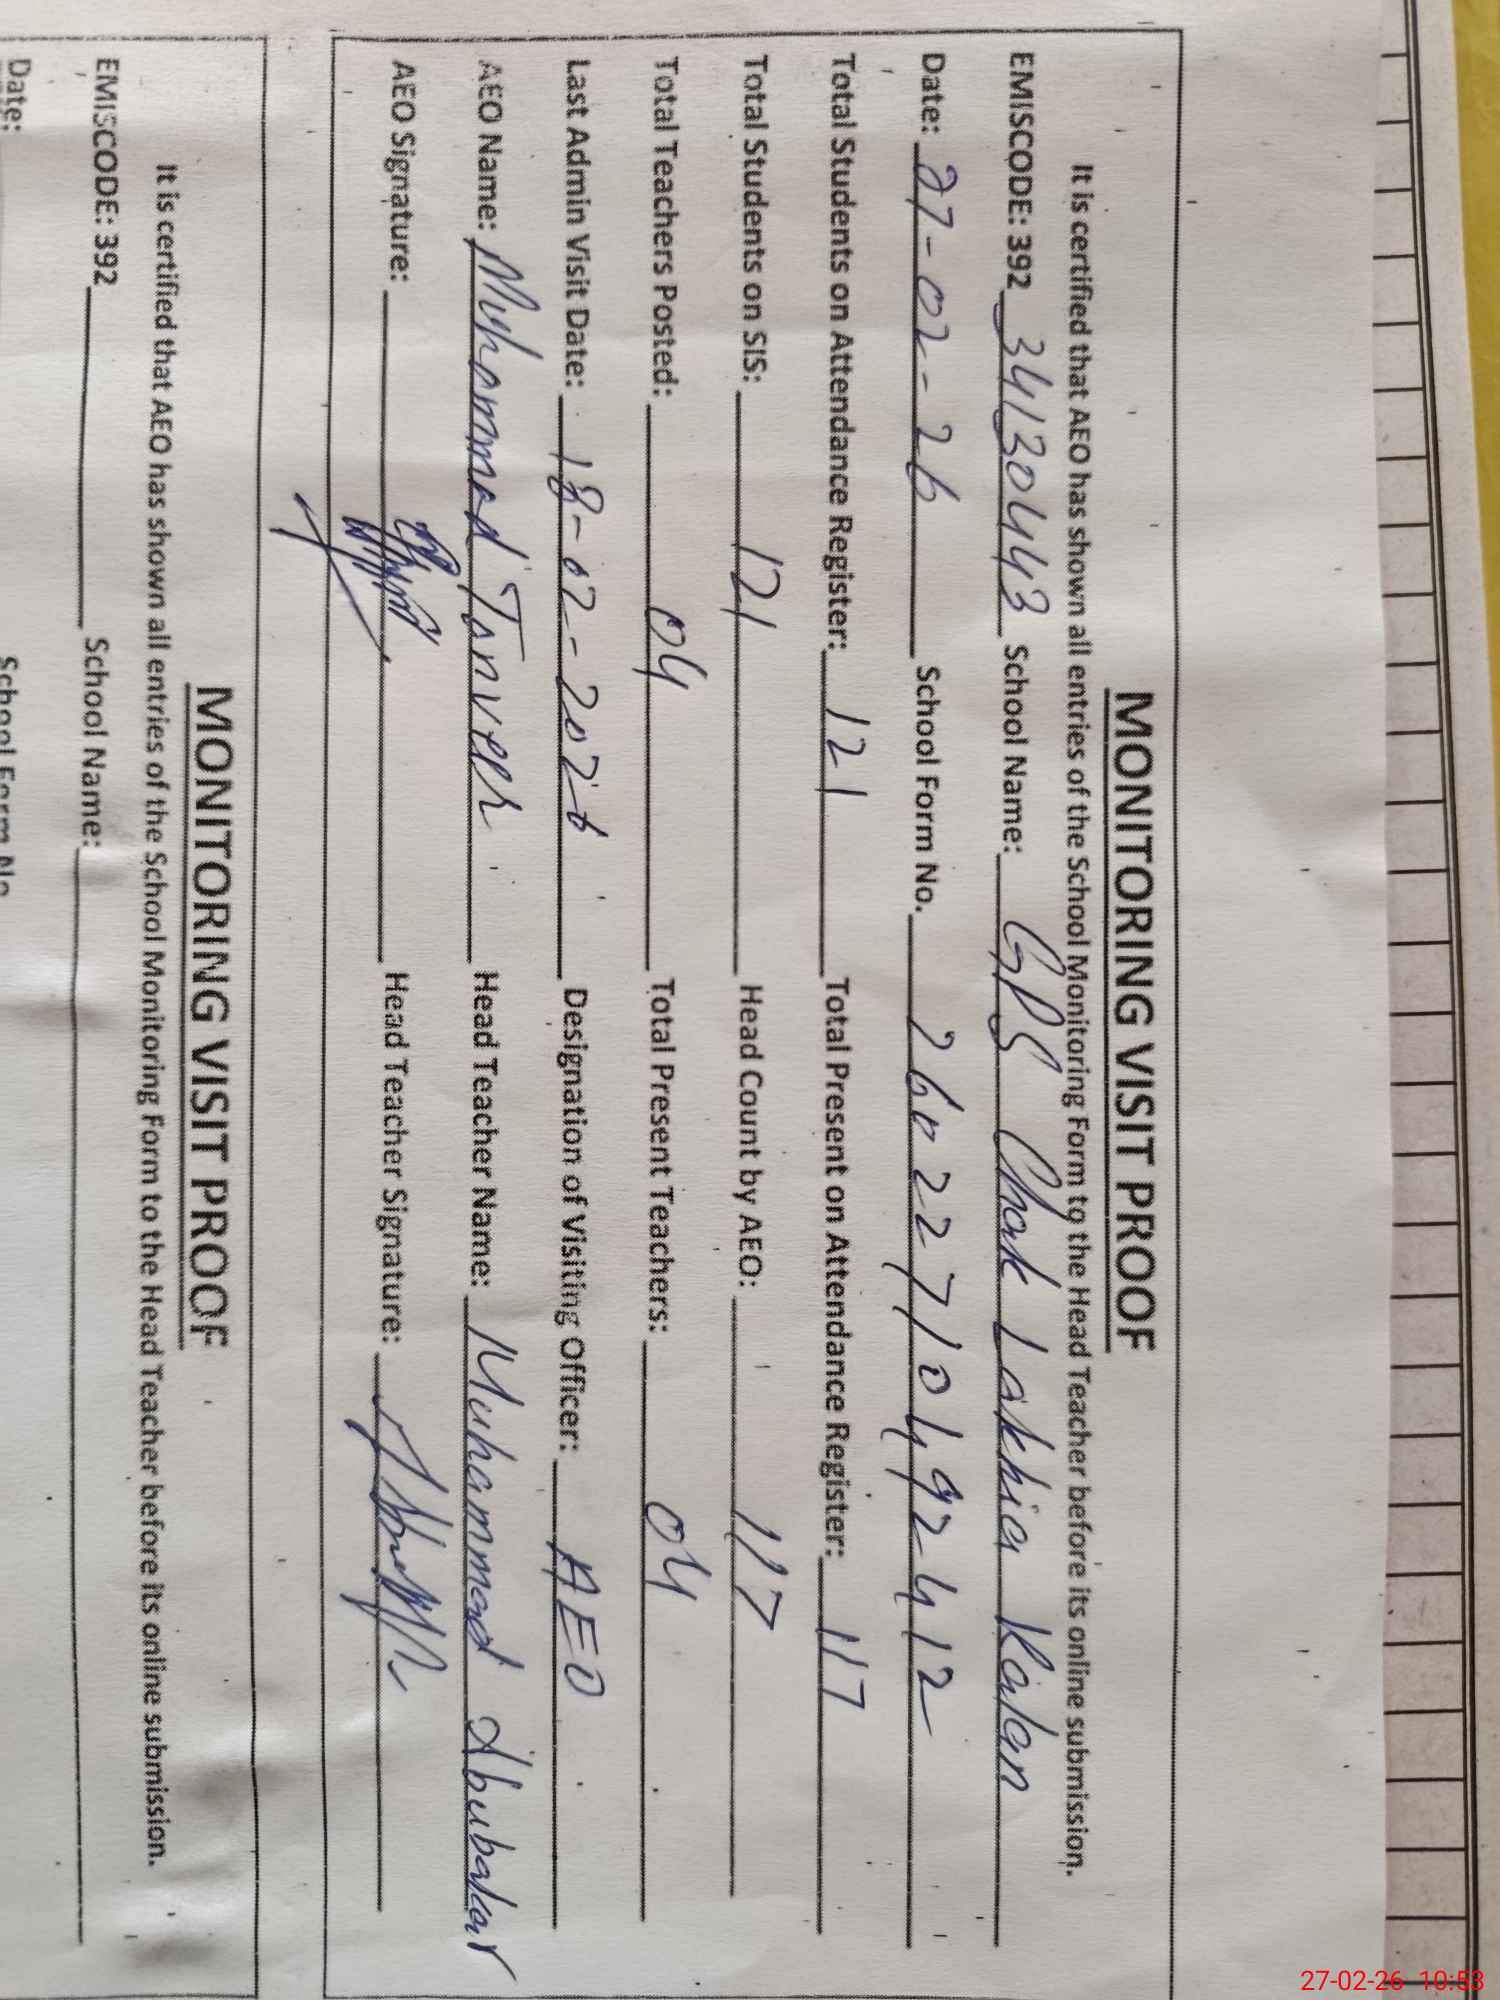 MONITORING VISIT PROOF
It is certified that AEO has shown all entries of the School Monitoring Form to the Head Teacher before its online submission.
EMISCODE: 392 34130443 School Name: GPS Chak Lakhia Kalan
Date: 27-02-26 School Form No. 26022710492412
Total Students on Attendance Register: 121 Total Present on Attendance Register: 117
Total Students on SIS: 121 Head Count by AEO: 117
Total Teachers Posted: 04 Total Present Teachers: 04
Last Admin Visit Date: 18-02-2026 Designation of Visiting Officer: AEO
AEO Name: Muhammad Tanveer Head Teacher Name: Muhammad Abubakar
AEO Signature: Head Teacher Signature:
MONITORING VISIT PROOF
It is certified that AEO has shown all entries of the School Monitoring Form to the Head Teacher before its online submission.
EMISCODE: 392 School Name:
Date: School Form No
27-02-26 10:53